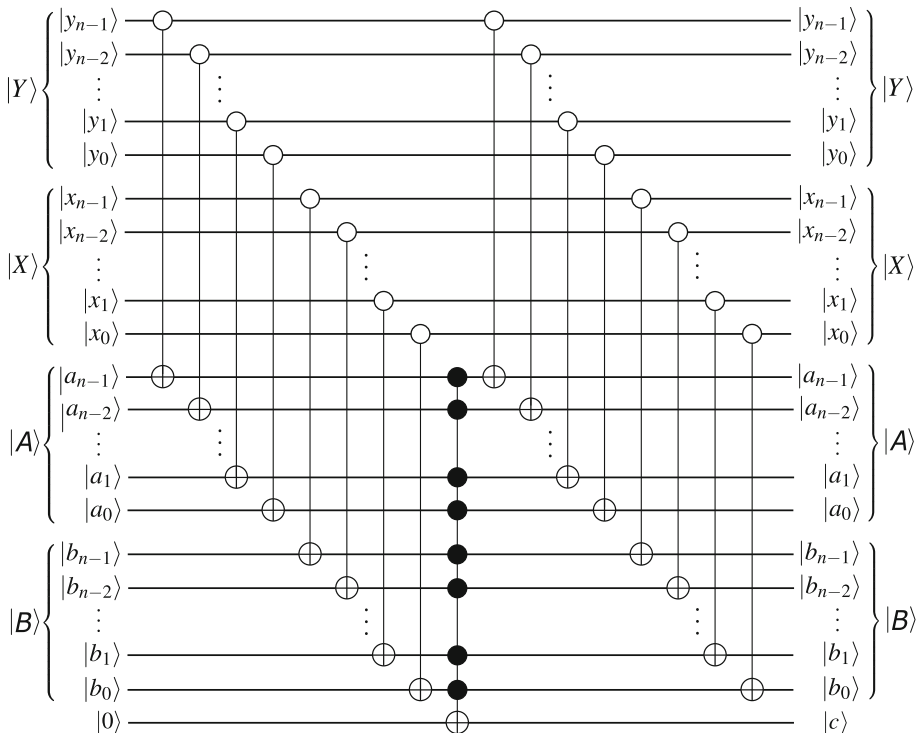 |y_{n−1}⟩ |y_{n−1}⟩
|y_{n−2}⟩ |y_{n−2}⟩
|Y⟩ ⋮ ⋮ ⋮ ⋮ |Y⟩
|y_1⟩ |y_1⟩
|y_0⟩ |y_0⟩
|x_{n−1}⟩ |x_{n−1}⟩
|x_{n−2}⟩ |x_{n−2}⟩
|X⟩ ⋮ ⋮ ⋮ ⋮ |X⟩
|x_1⟩ |x_1⟩
|x_0⟩ |x_0⟩
|a_{n−1}⟩ |a_{n−1}⟩
|a_{n−2}⟩ |a_{n−2}⟩
|A⟩ ⋮ ⋮ ⋮ ⋮ |A⟩
|a_1⟩ |a_1⟩
|a_0⟩ |a_0⟩
|b_{n−1}⟩ |b_{n−1}⟩
|b_{n−2}⟩ |b_{n−2}⟩
|B⟩ ⋮ ⋮ ⋮ ⋮ |B⟩
|b_1⟩ |b_1⟩
|b_0⟩ |b_0⟩
|0⟩ |c⟩